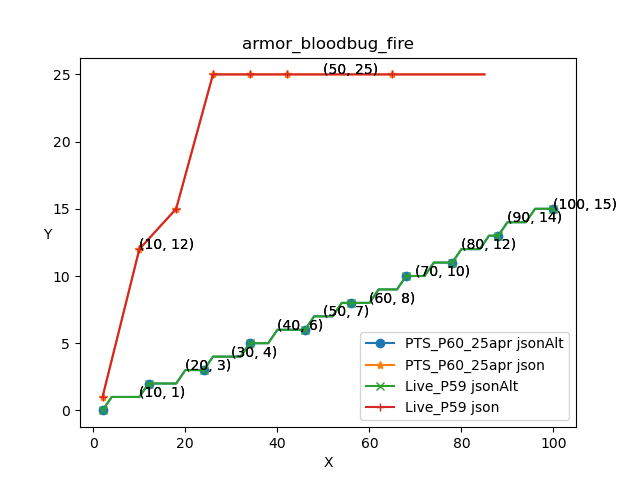 armor_bloodbug_fire
Y
25
20
15
10
5
0
(50, 25)
(10, 12)
(100, 15)
(90, 14)
(80, 12)
(70, 10)
(60, 8)
(50, 7)
(40, 6)
(30, 4)
(20, 3)
(10, 1)
PTS_P60_25apr jsonAlt
PTS_P60_25apr json
Live_P59 jsonAlt
Live_P59 json
0 20 40 60 80 100
X